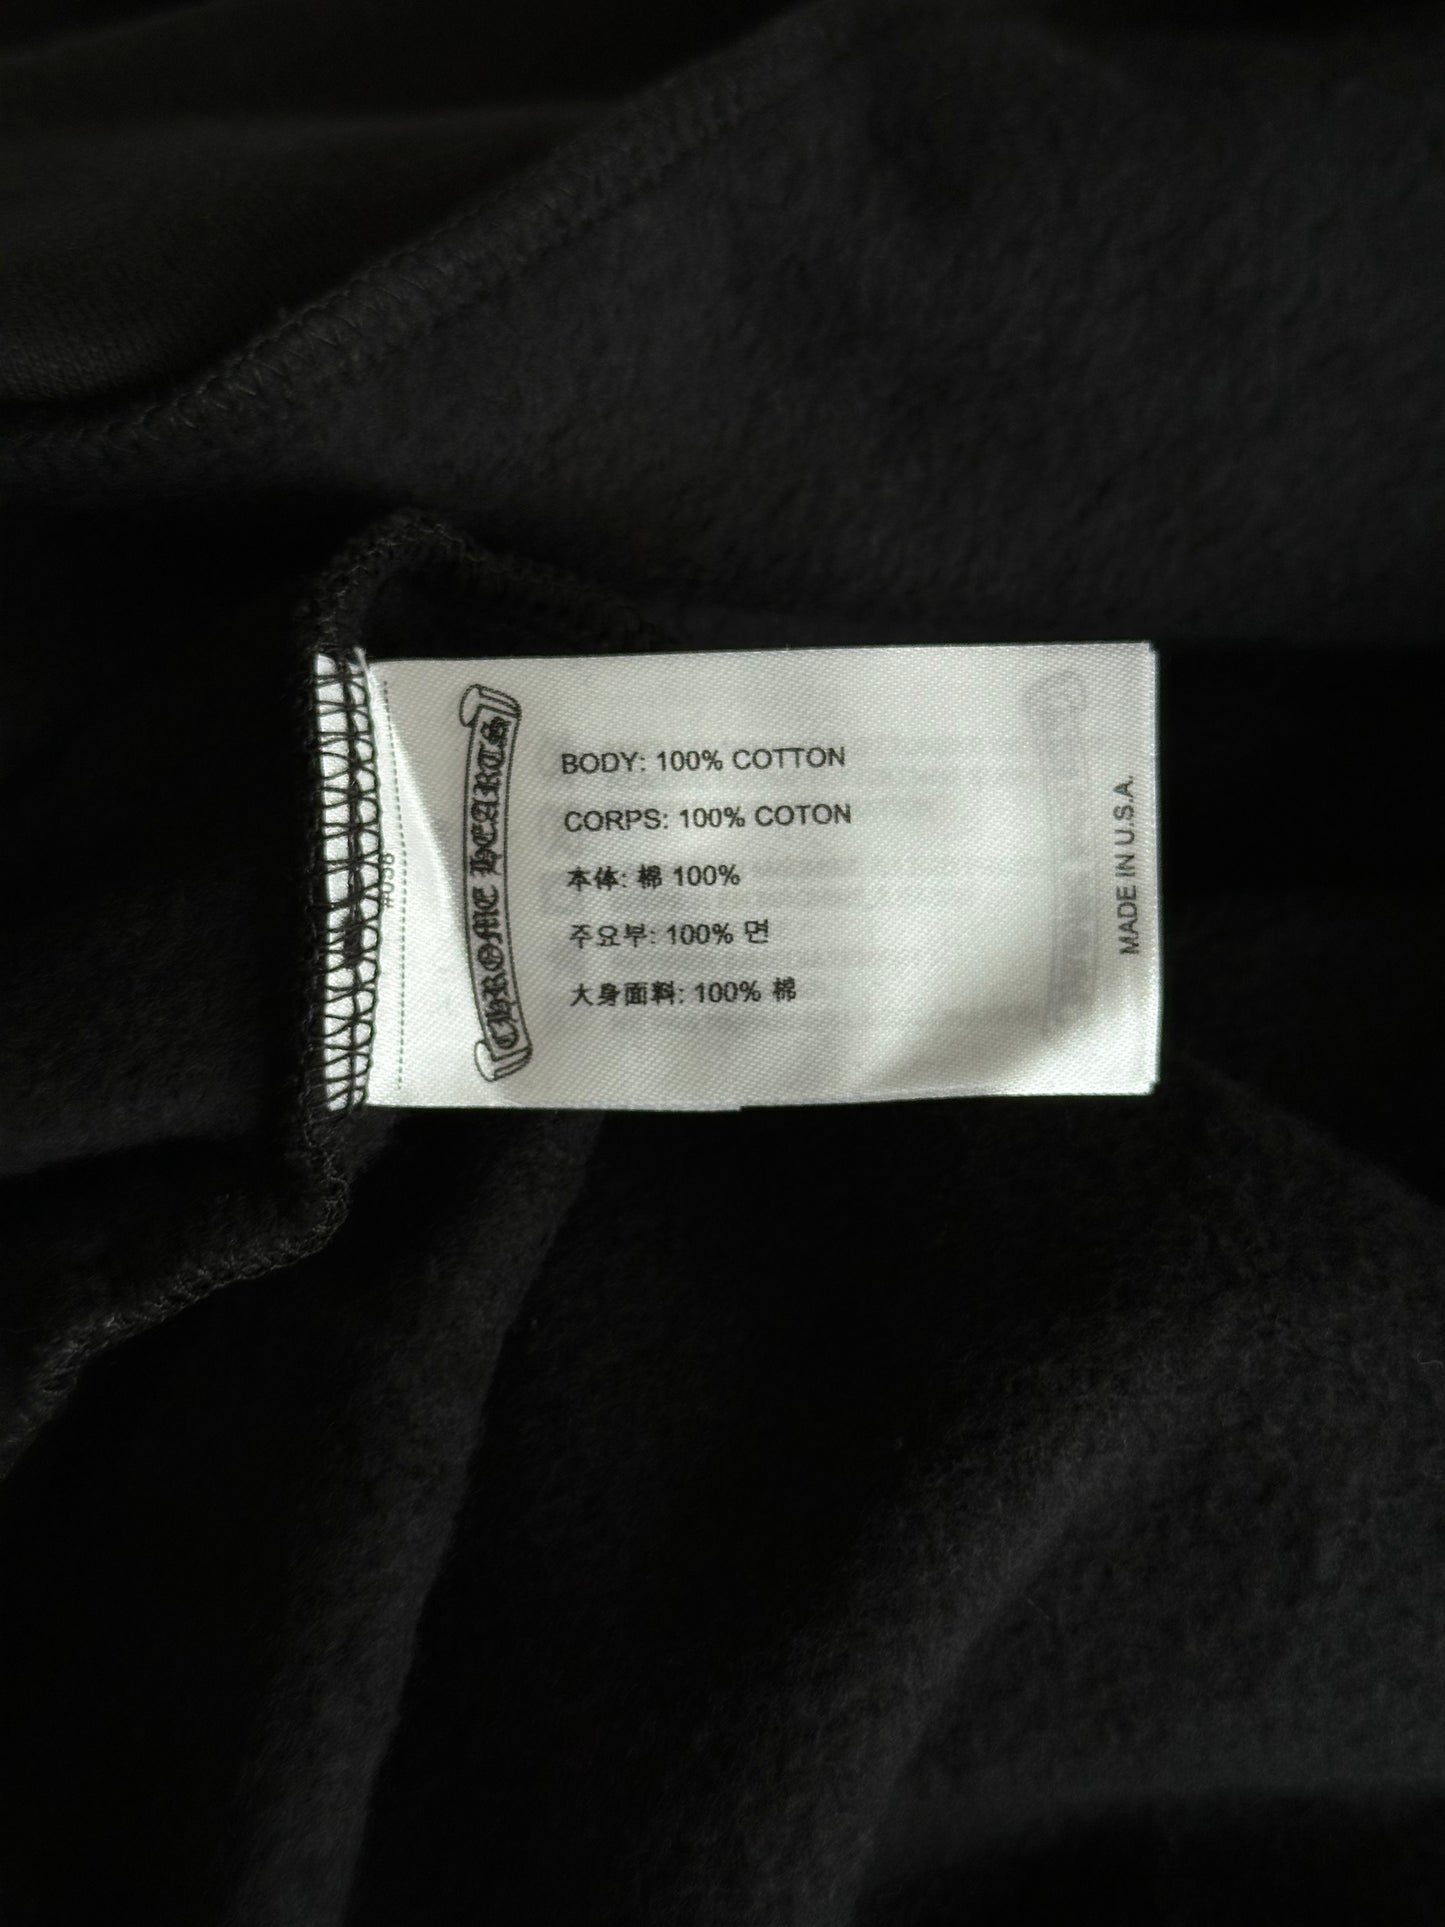 #058
CHROME HEARTS
BODY: 100% COTTON
CORPS: 100% COTON
本体: 棉 100%
주요부: 100% 면
大身面料: 100% 棉
MADE IN U.S.A.